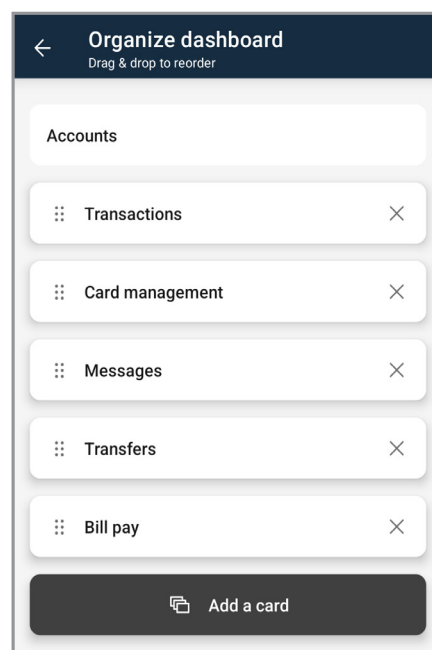 Organize dashboard
Drag & drop to reorder
Accounts
Transactions
Card management
Messages
Transfers
Bill pay
Add a card